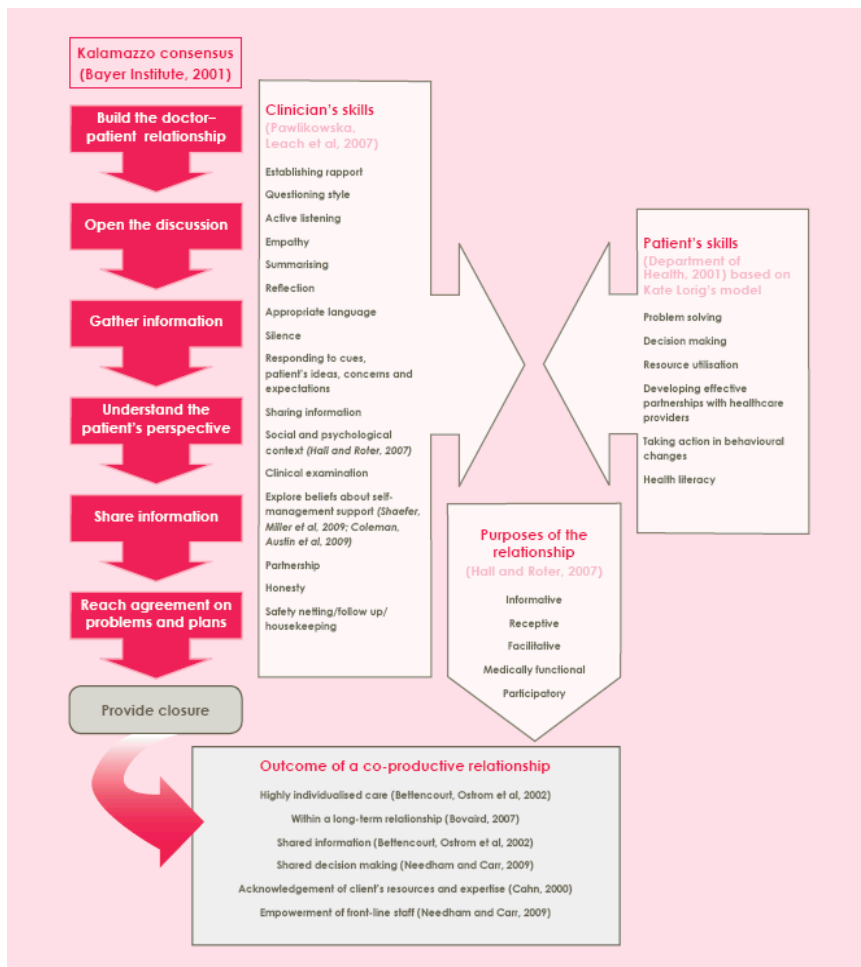 Kalamazzo consensus
(Bayer Institute, 2001)
Build the doctor–
patient relationship
Open the discussion
Gather information
Understand the
patient's perspective
Share information
Reach agreement on
problems and plans
Provide closure
Clinician's skills
(Pawlikowska,
Leach et al, 2007)
Establishing rapport
Questioning style
Active listening
Empathy
Summarising
Reflection
Appropriate language
Silence
Responding to cues,
patient's ideas, concerns and
expectations
Sharing information
Social and psychological
context (Hall and Roter, 2007)
Clinical examination
Explore beliefs about self-
management support (Shaefer,
Miller et al, 2009; Coleman,
Austin et al, 2009)
Partnership
Honesty
Safety netting/follow up/
housekeeping
Patient's skills
(Department of
Health, 2001) based on
Kate Lorig's model
Problem solving
Decision making
Resource utilisation
Developing effective
partnerships with healthcare
providers
Taking action in behavioural
changes
Health literacy
Purposes of the
relationship
(Hall and Roter, 2007)
Informative
Receptive
Facilitative
Medically functional
Participatory
Outcome of a co-productive relationship
Highly individualised care (Bettencourt, Ostrom et al, 2002)
Within a long-term relationship (Bovaird, 2007)
Shared information (Bettencourt, Ostrom et al, 2002)
Shared decision making (Needham and Carr, 2009)
Acknowledgement of client's resources and expertise (Cahn, 2000)
Empowerment of front-line staff (Needham and Carr, 2009)